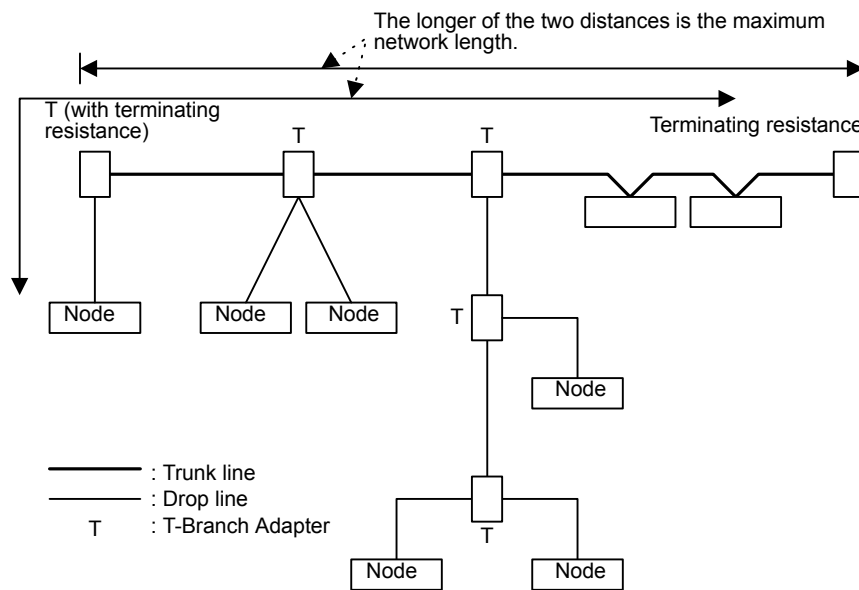 The longer of the two distances is the maximum
network length.
T (with terminating
resistance)
T
T
Terminating resistance
Node
Node
Node
T
Node
: Trunk line
: Drop line
T : T-Branch Adapter
T
Node
Node